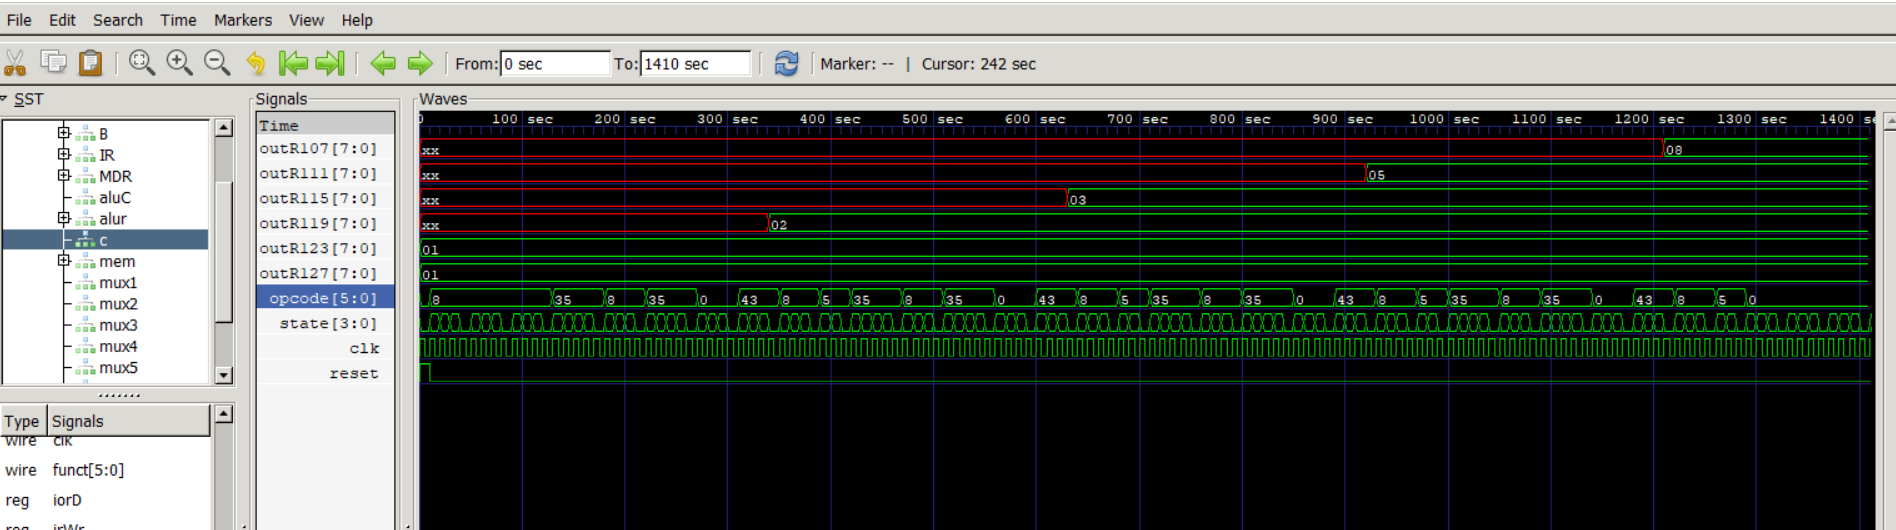 File Edit Search Time Markers View Help
From: 0 sec To: 1410 sec Marker: -- | Cursor: 242 sec
SST
B
IR
MDR
aluC
alur
c
mem
mux1
mux2
mux3
mux4
mux5
Type Signals
wire clk
wire funct[5:0]
reg iorD
reg irWr
Signals
Time
outR107[7:0]
outR111[7:0]
outR115[7:0]
outR119[7:0]
outR123[7:0]
outR127[7:0]
opcode[5:0]
state[3:0]
clk
reset
Waves
0 100 sec 200 sec 300 sec 400 sec 500 sec 600 sec 700 sec 800 sec 900 sec 1000 sec 1100 sec 1200 sec 1300 sec 1400 se
xx 08
xx 05
xx 03
xx 02
01
01
8 35 8 35 0 43 8 5 35 8 35 0 43 8 5 35 8 35 0 43 8 5 35 8 35 0 43 8 5 0